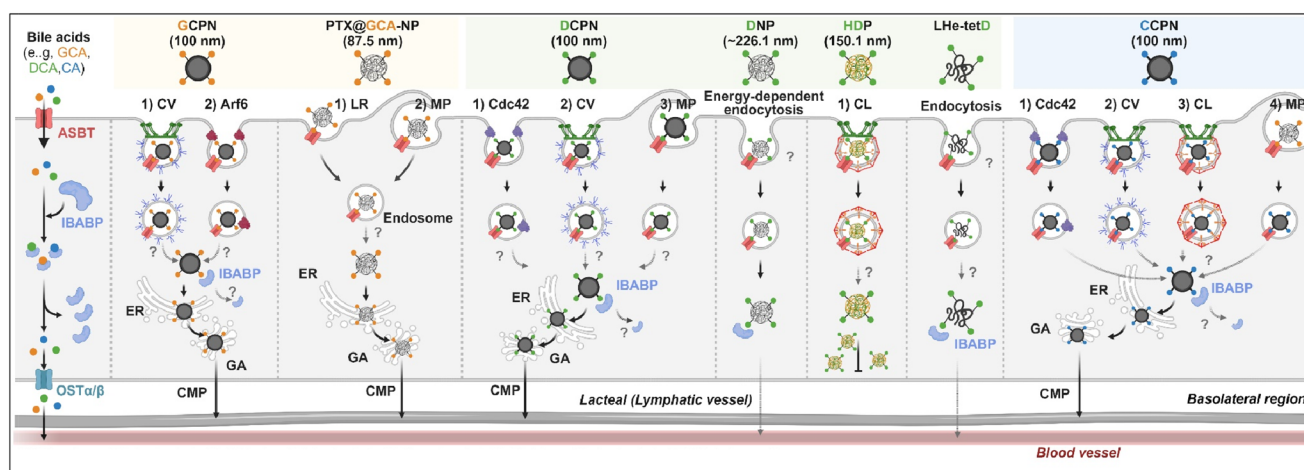 Bile acids
(e..g, GCA,
DCA,CA)
GCPN
(100 nm)
PTX@GCA-NP
(87.5 nm)
DCPN
(100 nm)
DNP
(~226.1 nm)
HDP
(150.1 nm)
LHe-tetD
CCPN
(100 nm)
1) CV
2) Arf6
1) LR
2) MP
1) Cdc42
2) CV
3) MP
Energy-dependent
endocytosis
1) CL
Endocytosis
1) Cdc42
2) CV
3) CL
4) MP
ASBT
?
?
IBABP
Endosome
?
?
?
?
?
?
?
?
?
IBABP
?
ER
GA
ER
GA
IBABP
?
ER
GA
IBABP
IBABP
?
ER
GA
OSTα/β
CMP
CMP
CMP
CMP
Lacteal (Lymphatic vessel)
Basolateral region
Blood vessel